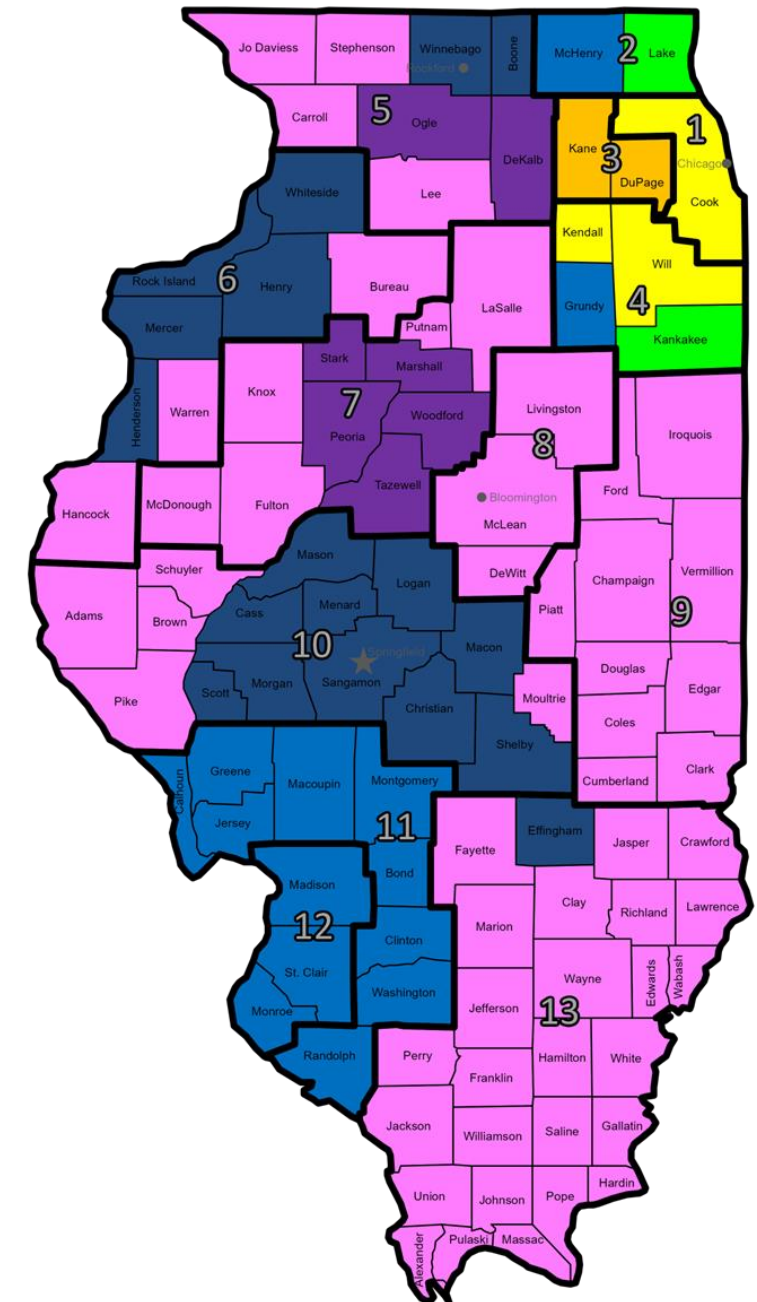 Jo Daviess
Stephenson
Winnebago
Boone
McHenry
2
Lake
Rockford
Carroll
5
Ogle
DeKalb
Kane
3
DuPage
1
Chicago
Cook
Whiteside
Lee
Kendall
Will
Rock Island
6
Henry
Bureau
LaSalle
Grundy
4
Mercer
Putnam
Kankakee
Stark
Marshall
Henderson
Warren
Knox
7
Peoria
Woodford
Livingston
8
Iroquois
Hancock
McDonough
Fulton
Tazewell
Bloomington
McLean
Ford
Schuyler
Mason
Logan
DeWitt
Champaign
Vermillion
Adams
Brown
Cass
Menard
Piatt
9
10
Springfield
Macon
Pike
Scott
Morgan
Sangamon
Christian
Moultrie
Douglas
Edgar
Coles
Shelby
Calhoun
Greene
Macoupin
Montgomery
Cumberland
Clark
Jersey
11
Fayette
Effingham
Jasper
Crawford
Madison
Bond
Clay
Richland
Lawrence
12
Marion
Clinton
St. Clair
Wayne
Edwards
Wabash
Monroe
Washington
Jefferson
13
Randolph
Perry
Franklin
Hamilton
White
Jackson
Williamson
Saline
Gallatin
Union
Johnson
Pope
Hardin
Alexander
Pulaski
Massac